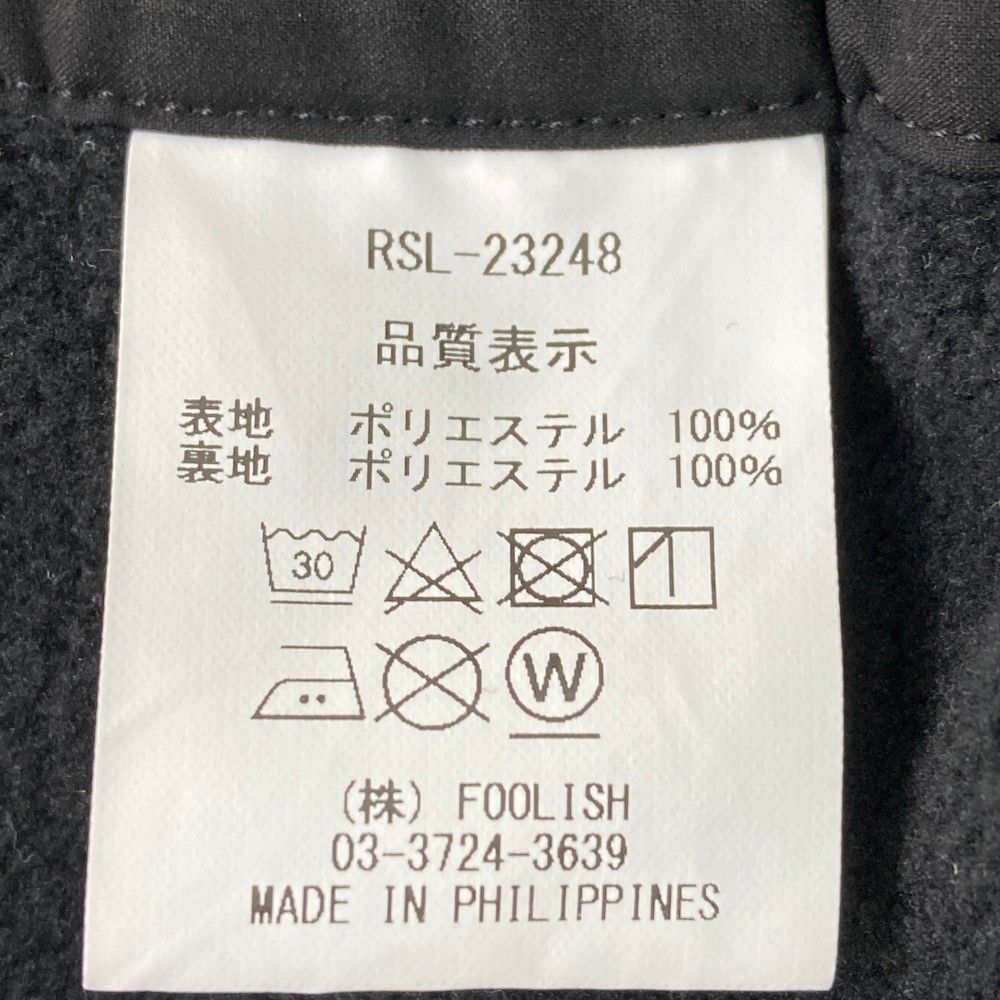 RSL-23248
品質表示
表地 ポリエステル 100%
裏地 ポリエステル 100%
30
W
(株) FOOLISH
03-3724-3639
MADE IN PHILIPPINES